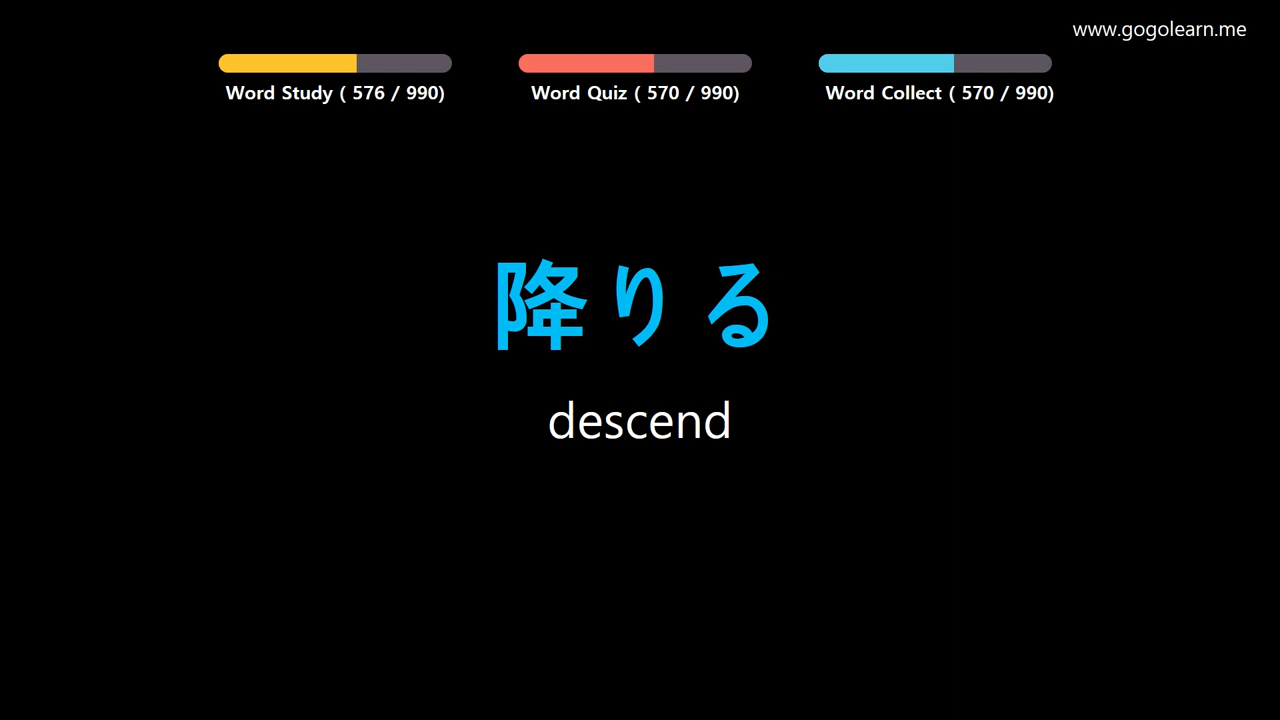 www.gogolearn.me
Word Study ( 576 / 990)
Word Quiz ( 570 / 990)
Word Collect ( 570 / 990)
降りる
descend